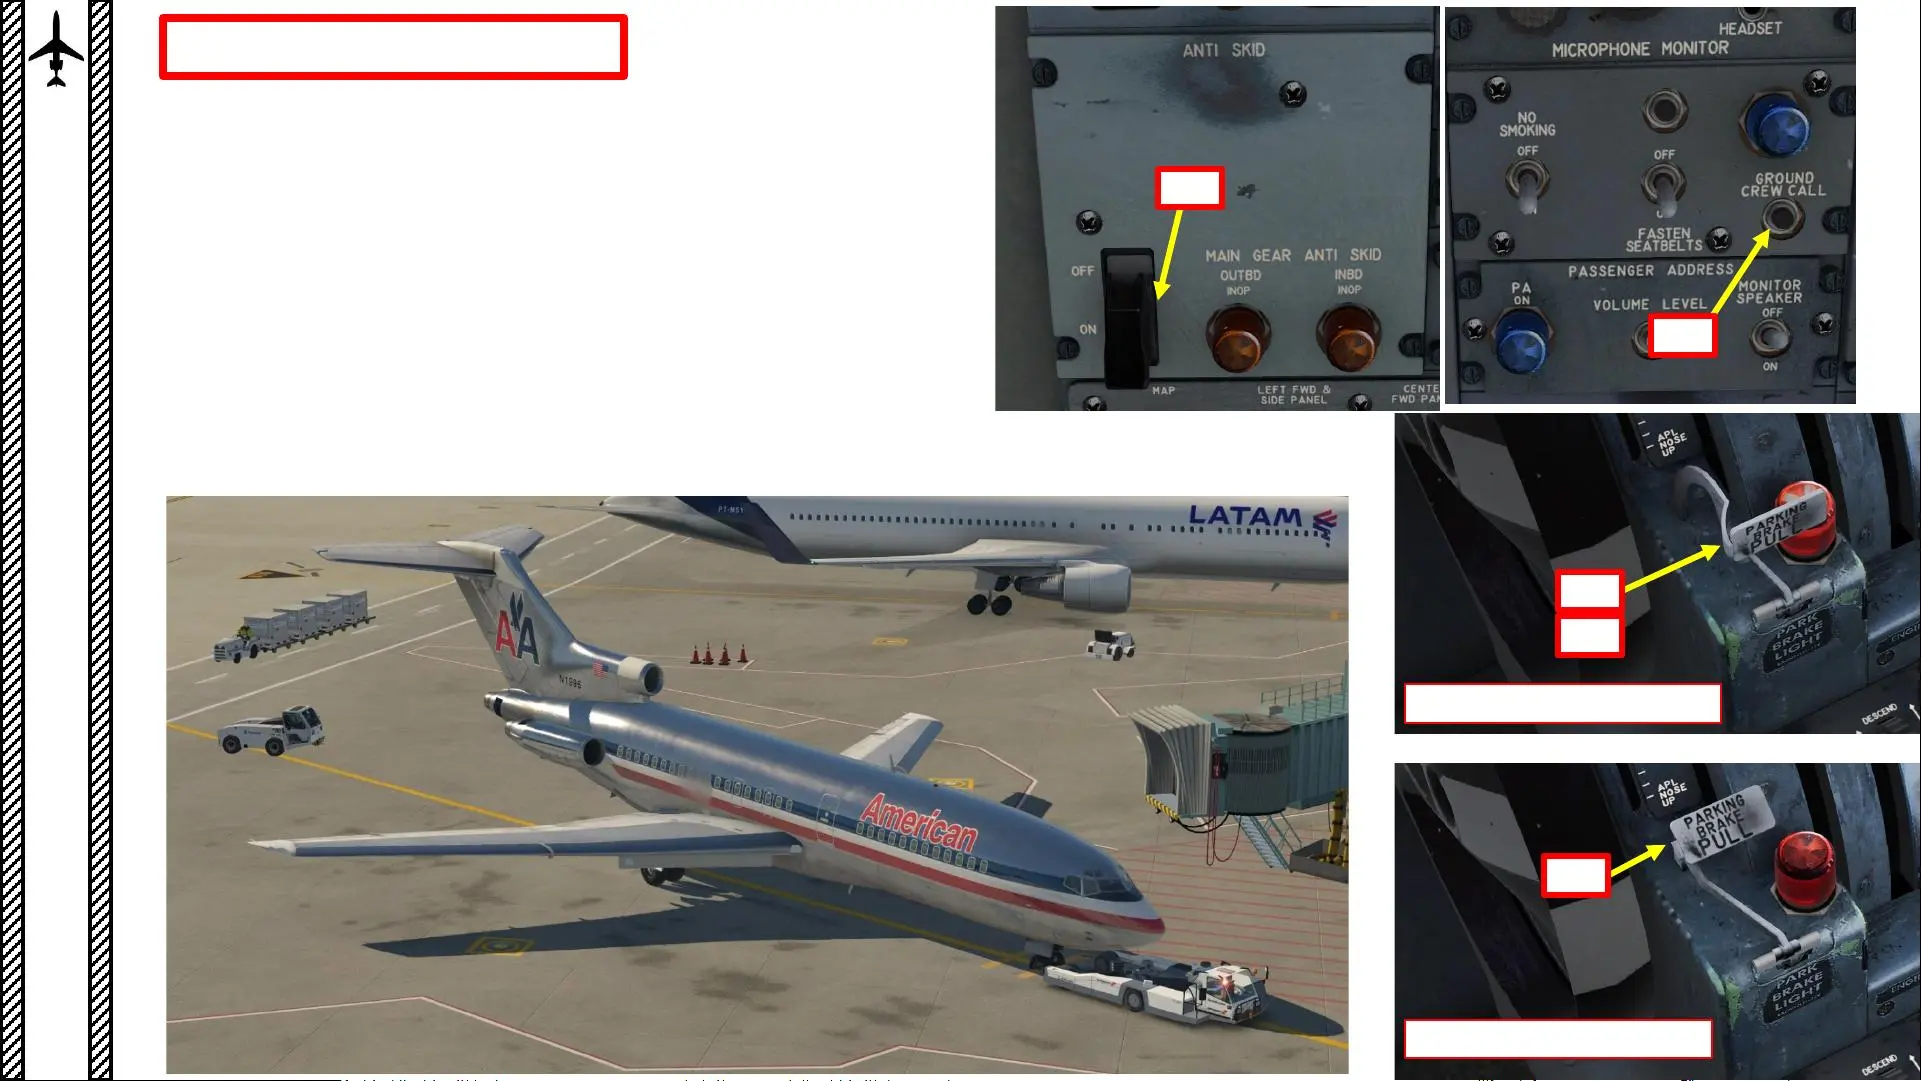 ANTI SKID
OFF
ON
MAIN GEAR ANTI SKID
OUTBD
INOP
INBD
INOP
MAP
LEFT FWD &
SIDE PANEL
HEADSET
MICROPHONE MONITOR
NO
SMOKING
OFF
OFF
FASTEN
SEATBELTS
GROUND
CREW CALL
PASSENGER ADDRESS
PA
ON
VOLUME LEVEL
MONITOR
SPEAKER
OFF
ON
APL
NOSE
UP
PARKING
BRAKE
PULL
PARK
BRAKE
LIGHT
DESCEND
LATAM
PT-MSY
AA
N1996
American
APL
NOSE
UP
PARKING
BRAKE
PULL
PARK
BRAKE
LIGHT
DESCEND